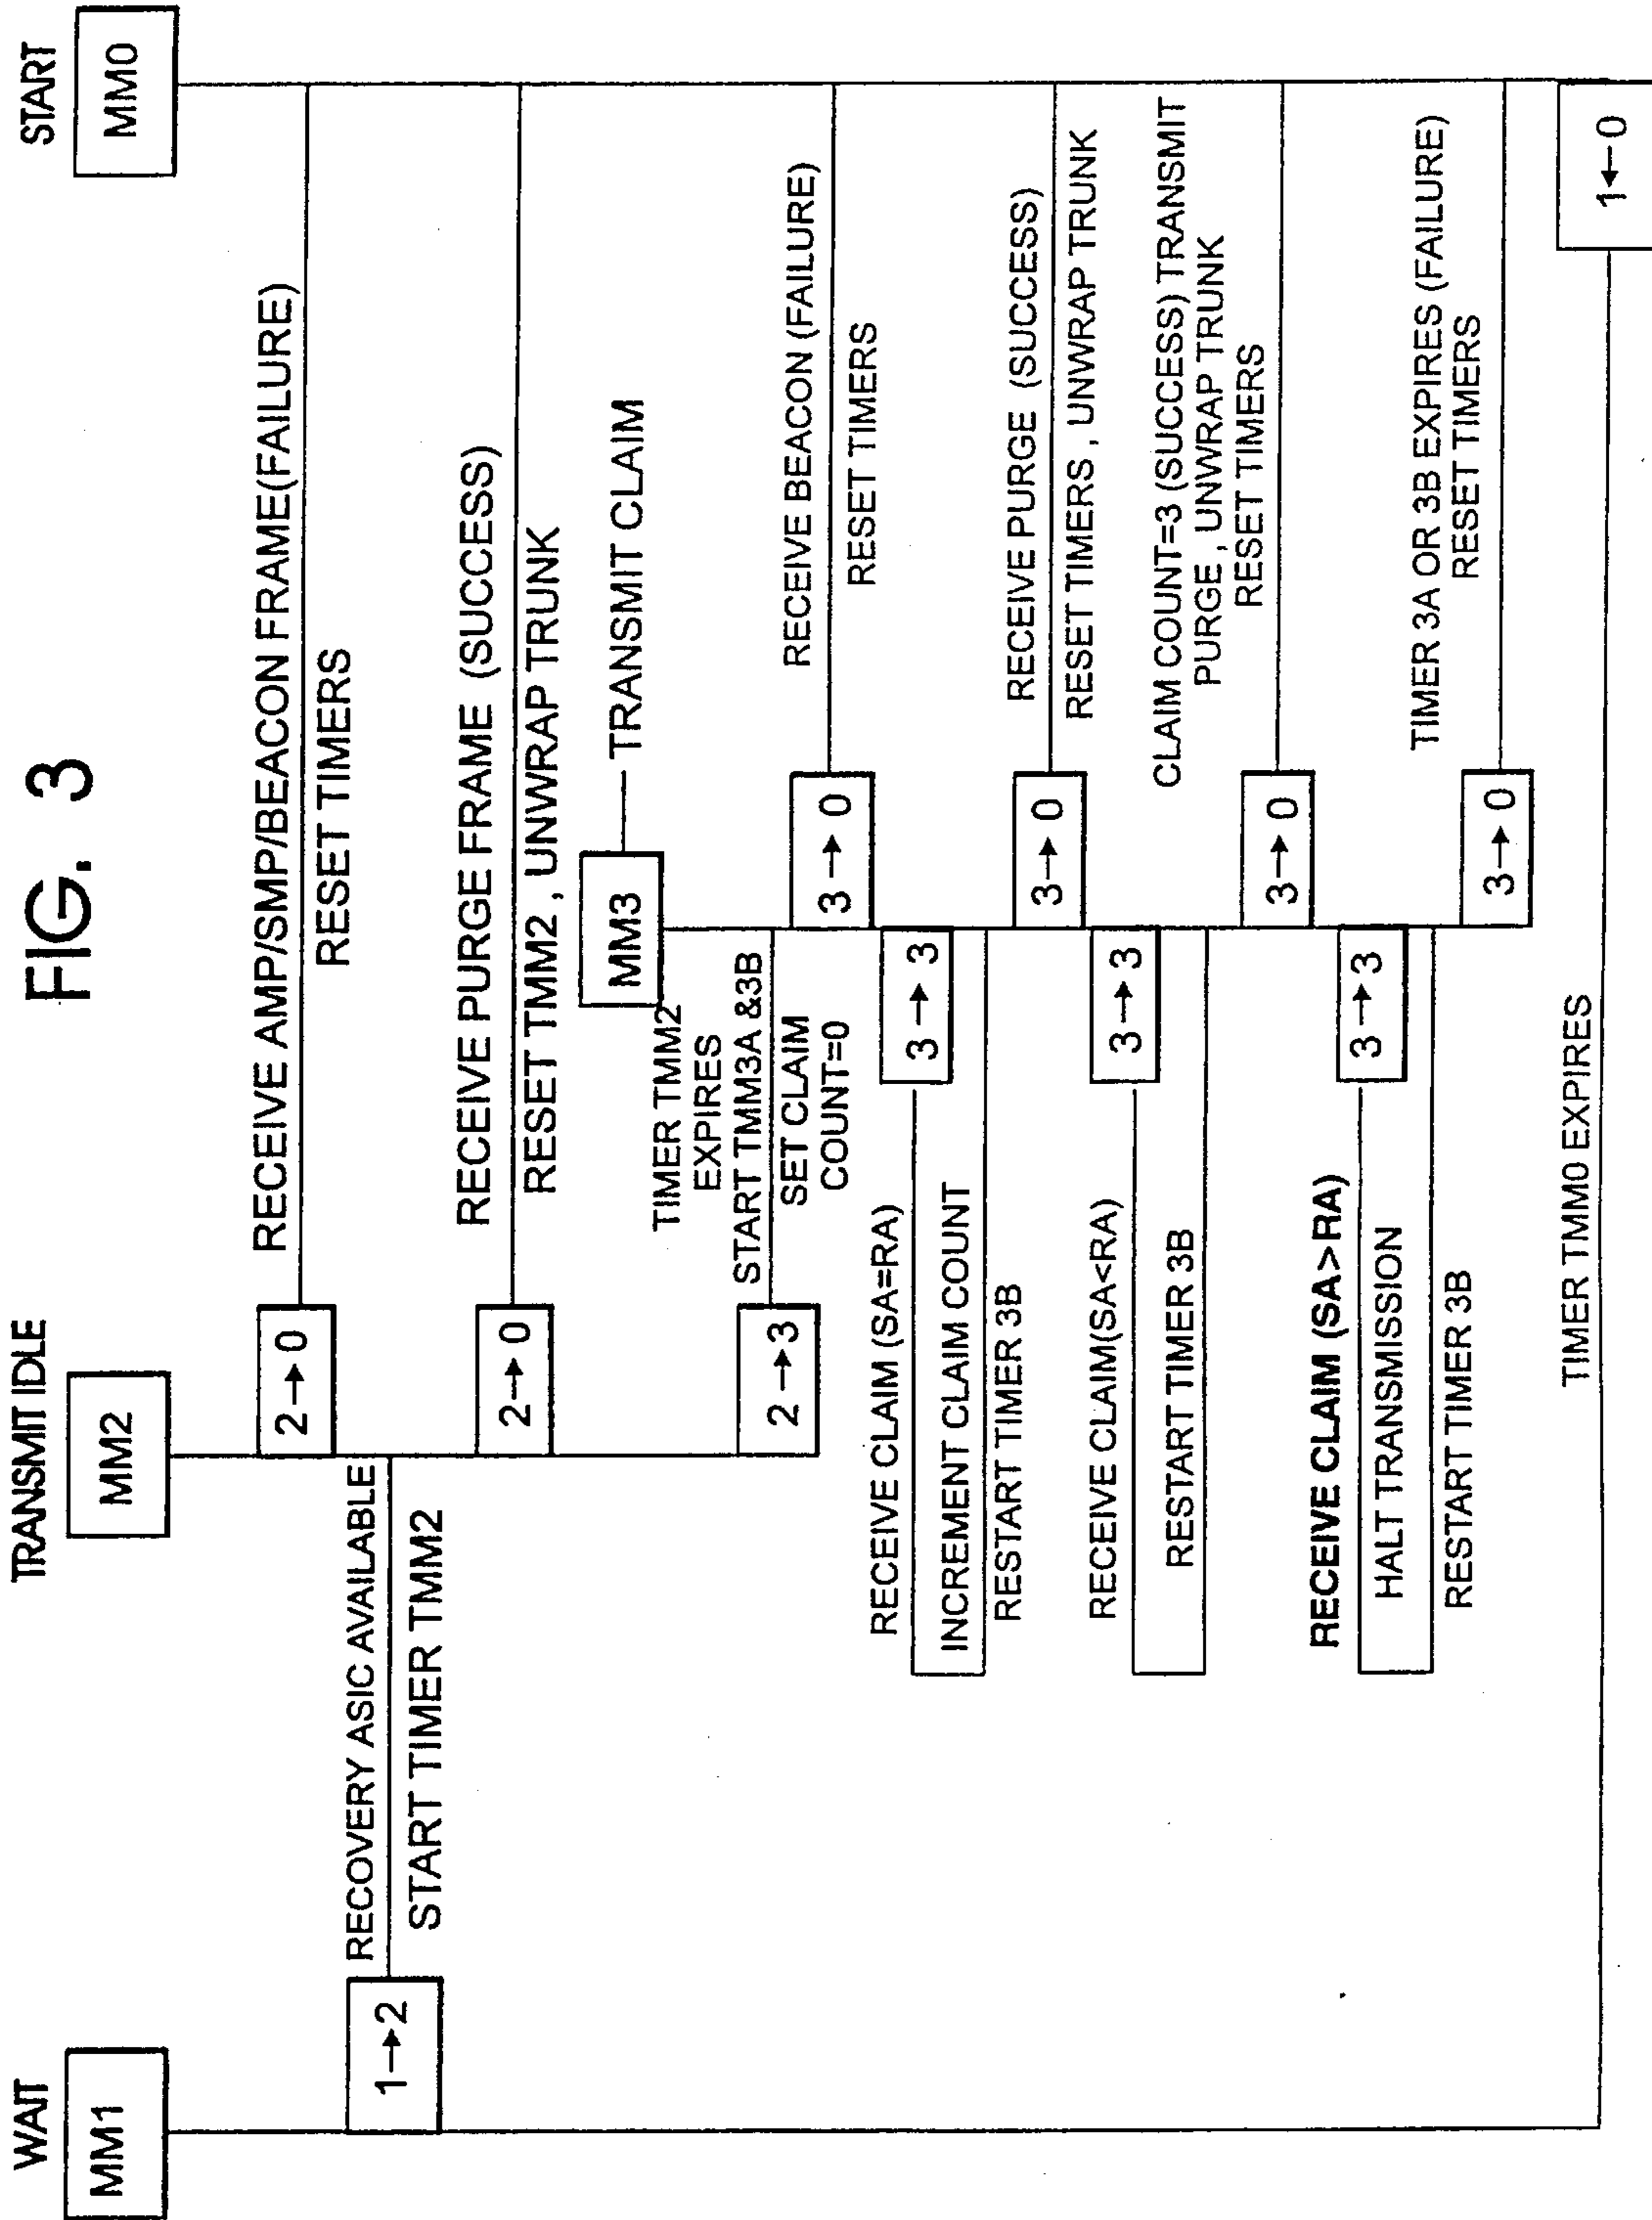 FIG. 3
WAIT
MM1
TRANSMIT IDLE
MM2
START
MM0
2→0
RECEIVE AMP/SMP/BEACON FRAME(FAILURE)
RESET TIMERS
1→2
RECOVERY ASIC AVAILABLE
START TIMER TMM2
2→0
RECEIVE PURGE FRAME (SUCCESS)
RESET TMM2 , UNWRAP TRUNK
MM3
TRANSMIT CLAIM
TIMER TMM2
EXPIRES
START TMM3A &3B
2→3
SET CLAIM
COUNT=0
3→0
RECEIVE BEACON (FAILURE)
RESET TIMERS
RECEIVE CLAIM (SA=RA)
3→3
INCREMENT CLAIM COUNT
RESTART TIMER 3B
3→0
RECEIVE PURGE (SUCCESS)
RESET TIMERS , UNWRAP TRUNK
RECEIVE CLAIM(SA<RA)
3→3
RESTART TIMER 3B
3→0
CLAIM COUNT=3 (SUCCESS) TRANSMIT
PURGE , UNWRAP TRUNK
RESET TIMERS
RECEIVE CLAIM (SA>RA)
3→3
HALT TRANSMISSION
RESTART TIMER 3B
3→0
TIMER 3A OR 3B EXPIRES (FAILURE)
RESET TIMERS
TIMER TMM0 EXPIRES
1←0